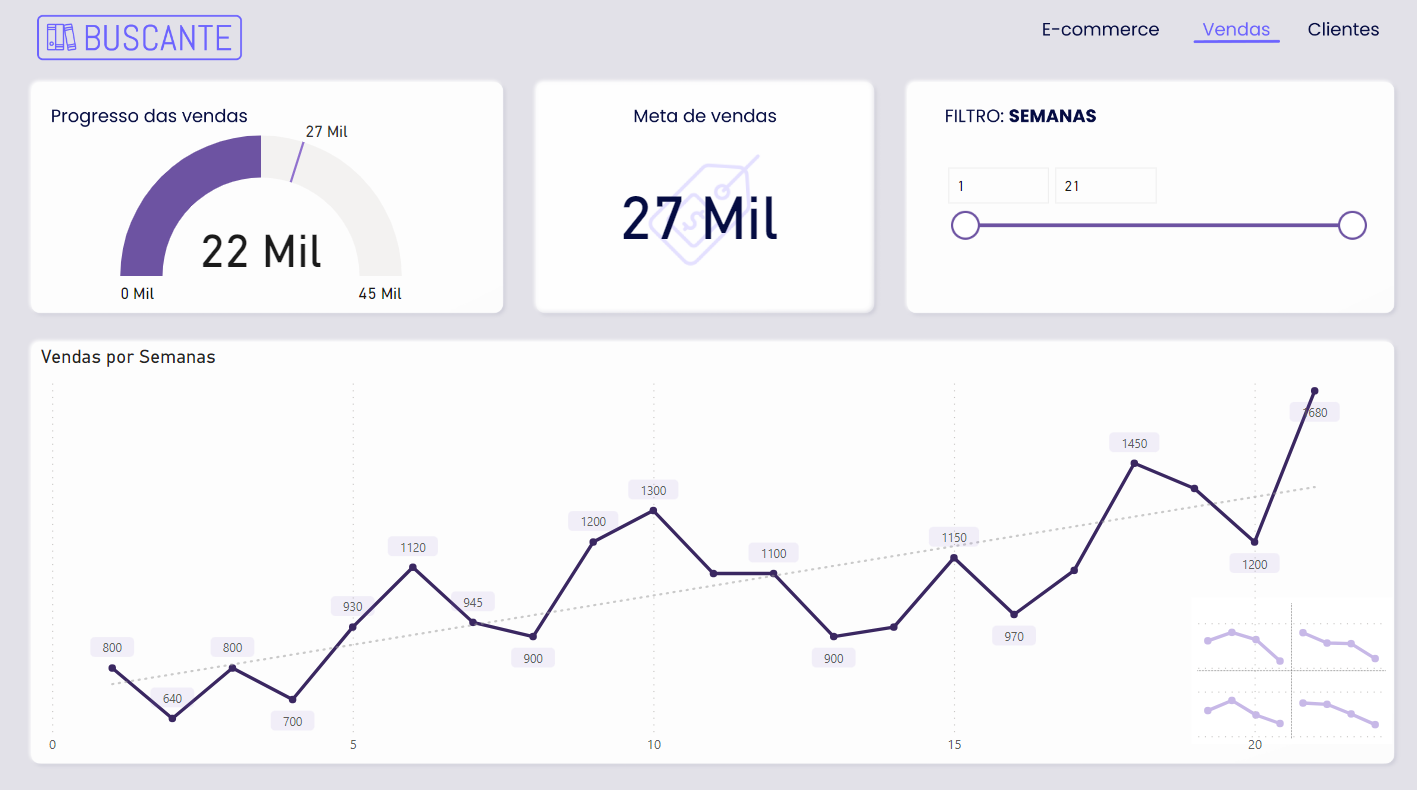 BUSCANTE
E-commerce
Vendas
Clientes
Progresso das vendas
27 Mil
22 Mil
0 Mil
45 Mil
Meta de vendas
27 Mil
FILTRO: SEMANAS
1
21
Vendas por Semanas
800
640
800
700
930
1120
945
900
1200
1300
1100
900
1150
970
1450
1200
1680
0
5
10
15
20